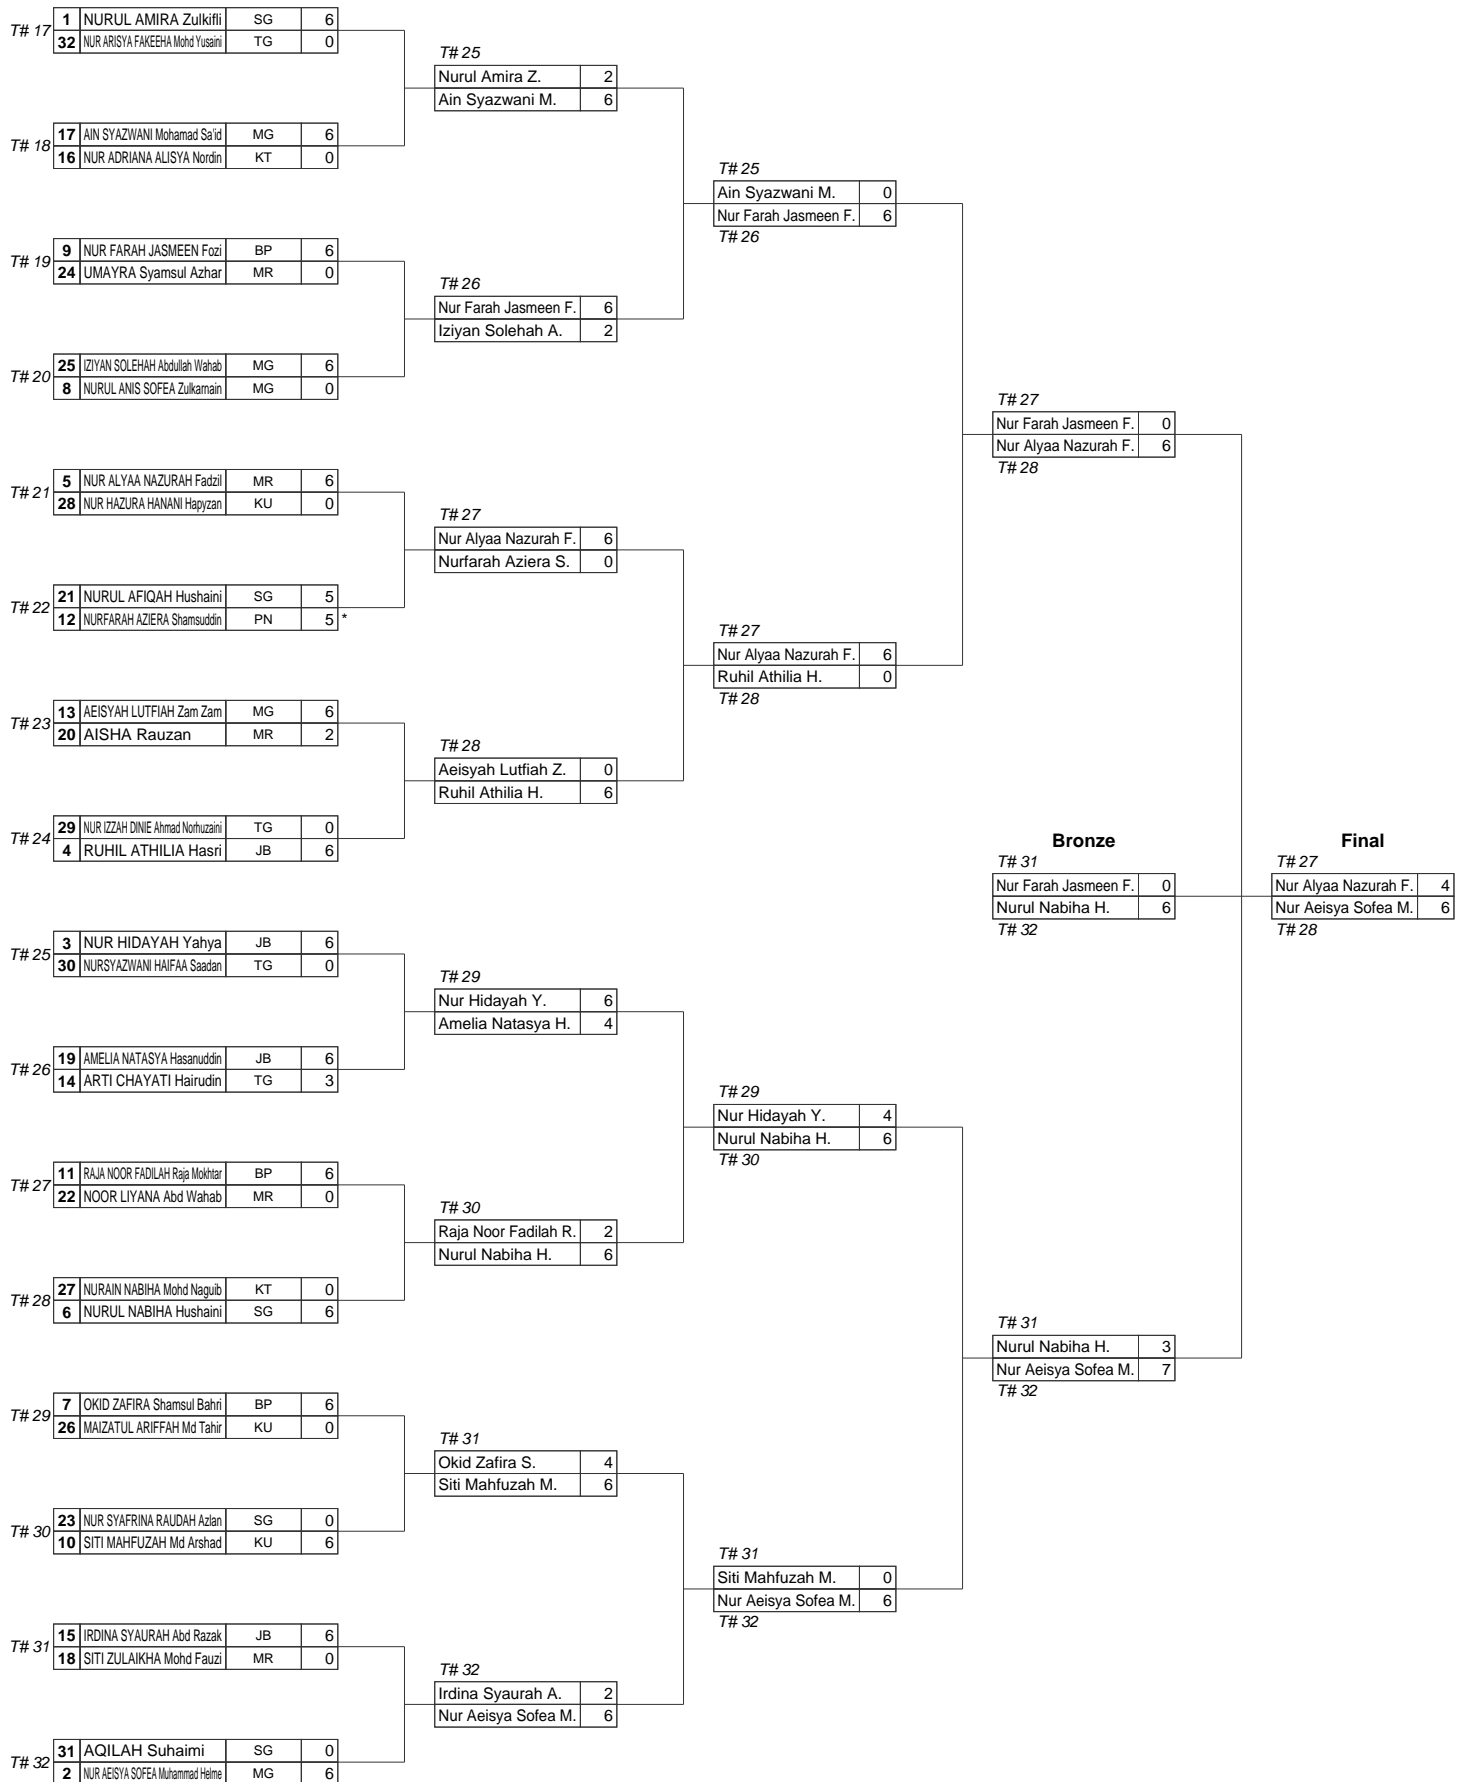 T# 17
1 NURUL AMIRA Zulkifli SG 6
32 NUR ARISYA FAKEEHA Mohd Yusaini TG 0
T# 18
17 AIN SYAZWANI Mohamad Sa'id MG 6
16 NUR ADRIANA ALISYA Nordin KT 0
T# 19
9 NUR FARAH JASMEEN Fozi BP 6
24 UMAYRA Syamsul Azhar MR 0
T# 20
25 IZIYAN SOLEHAH Abdullah Wahab MG 6
8 NURUL ANIS SOFEA Zulkarnain MG 0
T# 21
5 NUR ALYAA NAZURAH Fadzil MR 6
28 NUR HAZURA HANANI Hapyzan KU 0
T# 22
21 NURUL AFIQAH Hushaini SG 5
12 NURFARAH AZIERA Shamsuddin PN 5 *
T# 23
13 AEISYAH LUTFIAH Zam Zam MG 6
20 AISHA Rauzan MR 2
T# 24
29 NUR IZZAH DINIE Ahmad Norhuzaini TG 0
4 RUHIL ATHILIA Hasri JB 6
T# 25
3 NUR HIDAYAH Yahya JB 6
30 NURSYAZWANI HAIFAA Saadan TG 0
T# 26
19 AMELIA NATASYA Hasanuddin JB 6
14 ARTI CHAYATI Hairudin TG 3
T# 27
11 RAJA NOOR FADILAH Raja Mokhtar BP 6
22 NOOR LIYANA Abd Wahab MR 0
T# 28
27 NURAIN NABIHA Mohd Naguib KT 0
6 NURUL NABIHA Hushaini SG 6
T# 29
7 OKID ZAFIRA Shamsul Bahri BP 6
26 MAIZATUL ARIFFAH Md Tahir KU 0
T# 30
23 NUR SYAFRINA RAUDAH Azlan SG 0
10 SITI MAHFUZAH Md Arshad KU 6
T# 31
15 IRDINA SYAURAH Abd Razak JB 6
18 SITI ZULAIKHA Mohd Fauzi MR 0
T# 32
31 AQILAH Suhaimi SG 0
2 NUR AEISYA SOFEA Muhammad Helme MG 6
T# 25
Nurul Amira Z. 2
Ain Syazwani M. 6
T# 26
Nur Farah Jasmeen F. 6
Iziyan Solehah A. 2
T# 27
Nur Alyaa Nazurah F. 6
Nurfarah Aziera S. 0
T# 28
Aeisyah Lutfiah Z. 0
Ruhil Athilia H. 6
T# 29
Nur Hidayah Y. 6
Amelia Natasya H. 4
T# 30
Raja Noor Fadilah R. 2
Nurul Nabiha H. 6
T# 31
Okid Zafira S. 4
Siti Mahfuzah M. 6
T# 32
Irdina Syaurah A. 2
Nur Aeisya Sofea M. 6
T# 25
Ain Syazwani M. 0
Nur Farah Jasmeen F. 6
T# 26
T# 27
Nur Alyaa Nazurah F. 6
Ruhil Athilia H. 0
T# 28
T# 29
Nur Hidayah Y. 4
Nurul Nabiha H. 6
T# 30
T# 31
Siti Mahfuzah M. 0
Nur Aeisya Sofea M. 6
T# 32
T# 27
Nur Farah Jasmeen F. 0
Nur Alyaa Nazurah F. 6
T# 28
T# 31
Nurul Nabiha H. 3
Nur Aeisya Sofea M. 7
T# 32
Bronze
T# 31
Nur Farah Jasmeen F. 0
Nurul Nabiha H. 6
T# 32
Final
T# 27
Nur Alyaa Nazurah F. 4
Nur Aeisya Sofea M. 6
T# 28